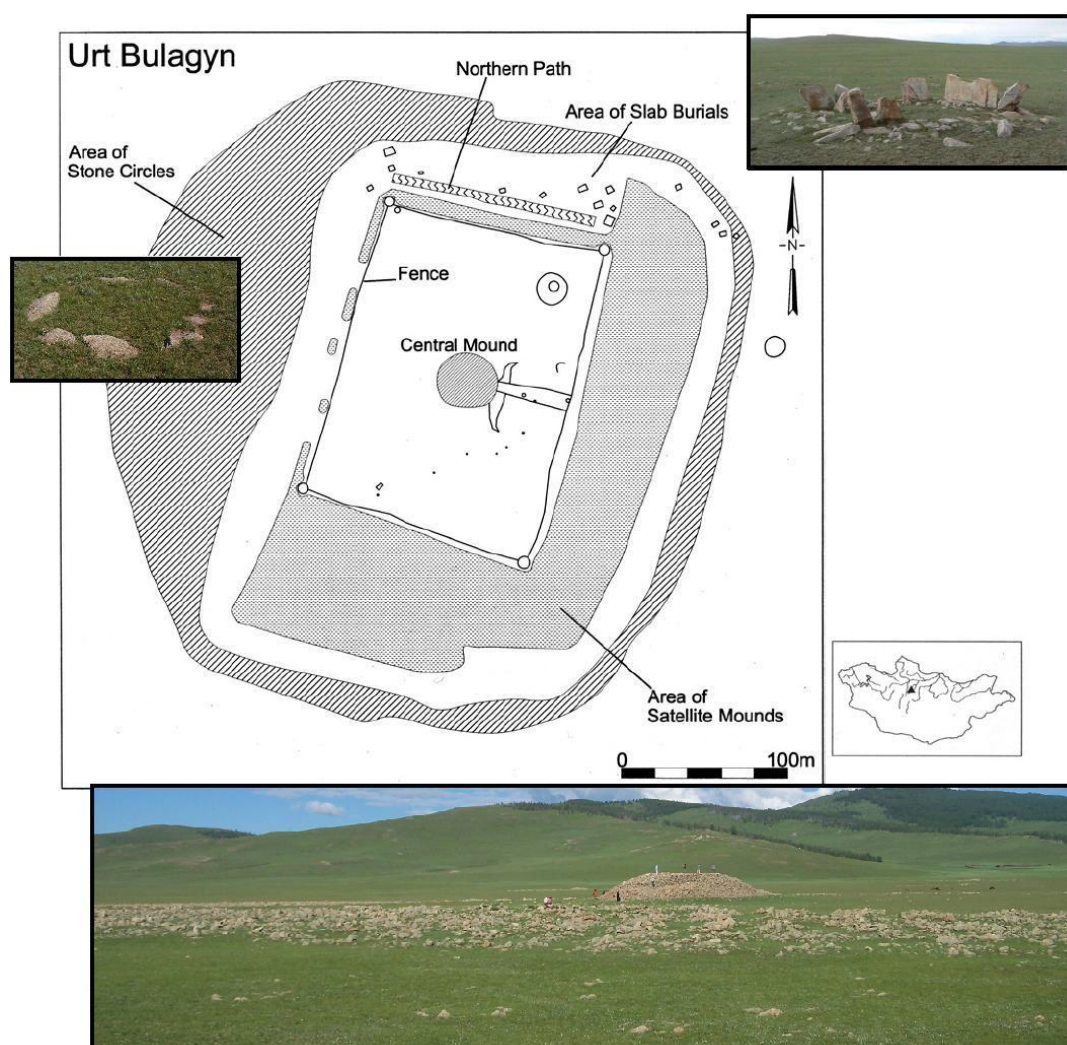 Urt Bulagyn
Northern Path
Area of Slab Burials
Area of
Stone Circles
N
Fence
Central Mound
Area of
Satellite Mounds
0 100m